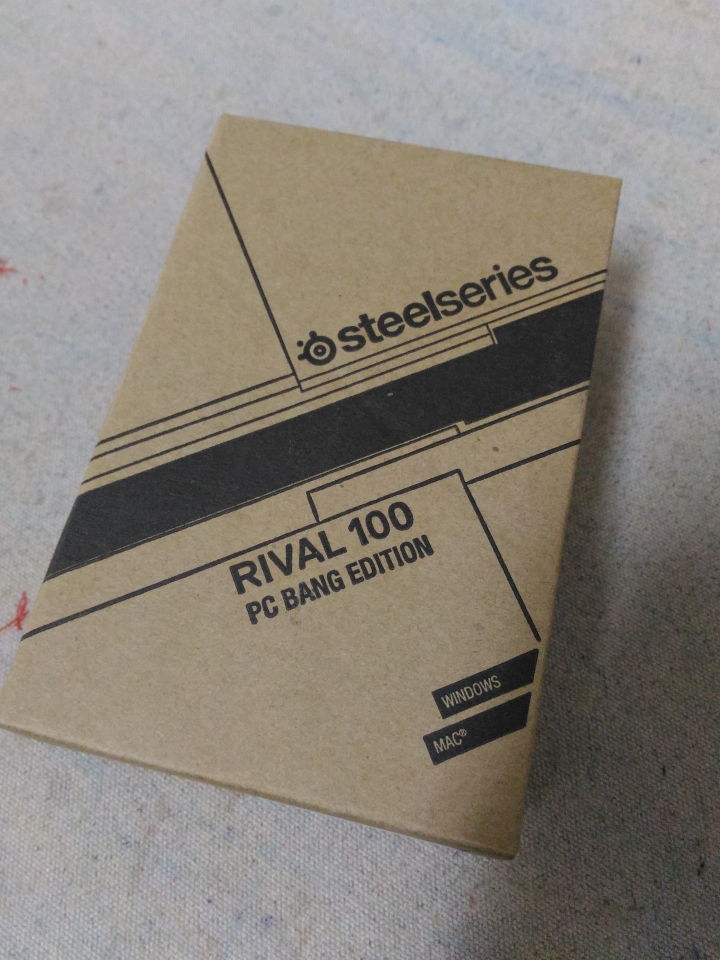 steelseries
RIVAL 100
PC BANG EDITION
WINDOWS
MAC®